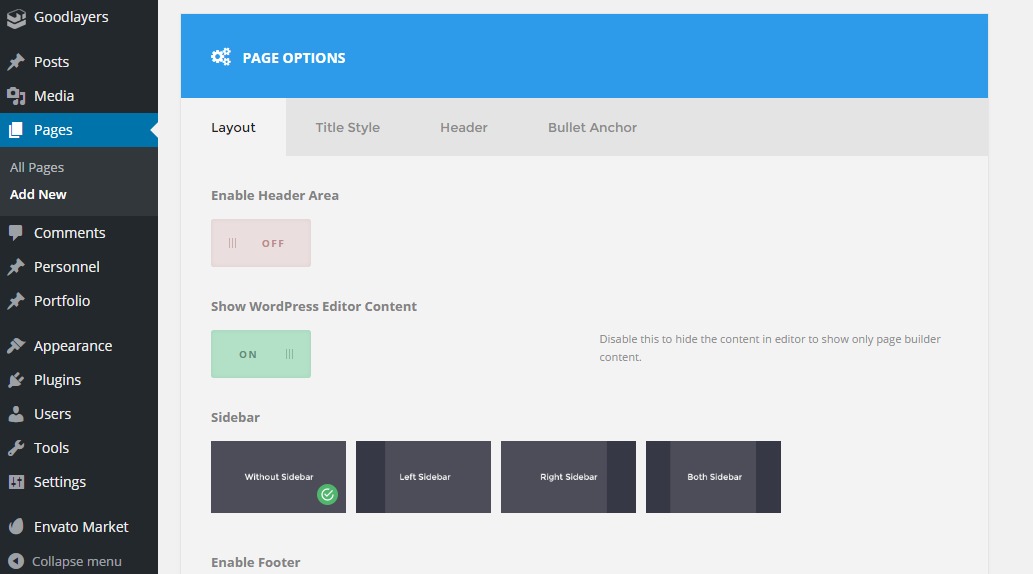 Goodlayers
Posts
Media
Pages
All Pages
Add New
Comments
Personnel
Portfolio
Appearance
Plugins
Users
Tools
Settings
Envato Market
Collapse menu
PAGE OPTIONS
Layout Title Style Header Bullet Anchor
Enable Header Area
OFF
Show WordPress Editor Content
ON
Disable this to hide the content in editor to show only page builder
content.
Sidebar
Without Sidebar Left Sidebar Right Sidebar Both Sidebar
Enable Footer